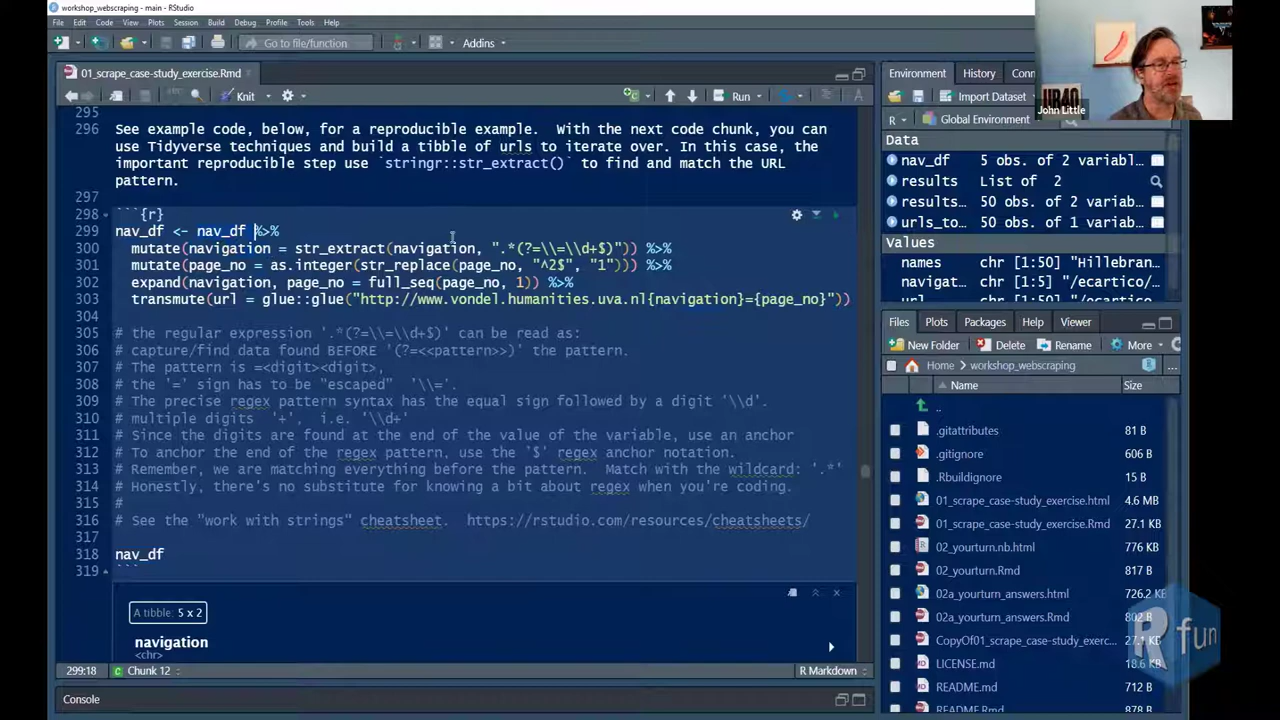 workshop_webscraping - main - RStudio
File Edit Code View Plots Session Build Debug Profile Tools Help
Go to file/function
Addins
01_scrape_case-study_exercise.Rmd
Knit
Run
295
296 See example code, below, for a reproducible example. With the next code chunk, you can
use Tidyverse techniques and build a tibble of urls to iterate over. In this case, the
important reproducible step use `stringr::str_extract()` to find and match the URL
pattern.
297
298 ```{r}
299 nav_df <- nav_df %>%
300 mutate(navigation = str_extract(navigation, ".*(?=\\=\\d+$)")) %>%
301 mutate(page_no = as.integer(str_replace(page_no, "^2$", "1"))) %>%
302 expand(navigation, page_no = full_seq(page_no, 1)) %>%
303 transmute(url = glue::glue("http://www.vondel.humanities.uva.nl{navigation}={page_no}"))
304
305 # the regular expression '.*(?=\\=\\d+$)' can be read as:
306 # capture/find data found BEFORE '(?=<<pattern>>)' the pattern.
307 # The pattern is =<digit><digit>,
308 # the '=' sign has to be "escaped" '\\='.
309 # The precise regex pattern syntax has the equal sign followed by a digit '\\d'.
310 # multiple digits '+', i.e. '\\d+'
311 # Since the digits are found at the end of the value of the variable, use an anchor
312 # To anchor the end of the regex pattern, use the '$' regex anchor notation.
313 # Remember, we are matching everything before the pattern. Match with the wildcard: '.*'
314 # Honestly, there's no substitute for knowing a bit about regex when you're coding.
315 #
316 # See the "work with strings" cheatsheet. https://rstudio.com/resources/cheatsheets/
317
318 nav_df
319 ```
A tibble: 5 x 2
navigation
<chr>
299:18
Chunk 12
R Markdown
Console
Environment History Conn
Import Dataset
R Global Environment
Data
nav_df 5 obs. of 2 variabl…
results List of 2
results… 50 obs. of 2 variab…
urls_to… 50 obs. of 1 variab…
Values
names chr [1:50] "Hillebran…
navigat… chr [1:5] "/ecartico/…
url
Files Plots Packages Help Viewer
New Folder Delete Rename More
Home workshop_webscraping ...
Name Size
..
.gitattributes 81 B
.gitignore 606 B
.Rbuildignore 15 B
01_scrape_case-study_exercise.html 4.6 MB
01_scrape_case-study_exercise.Rmd 27.1 KB
02_yourturn.nb.html 776 KB
02_yourturn.Rmd 817 B
02a_yourturn_answers.html 726.2 KB
02a_yourturn_answers.Rmd 802 B
CopyOf01_scrape_case-study_exerc... 27.1 KB
LICENSE.md 18.6 KB
README.md 712 B
README.Rmd 878 B
UB40
John Little
R fun